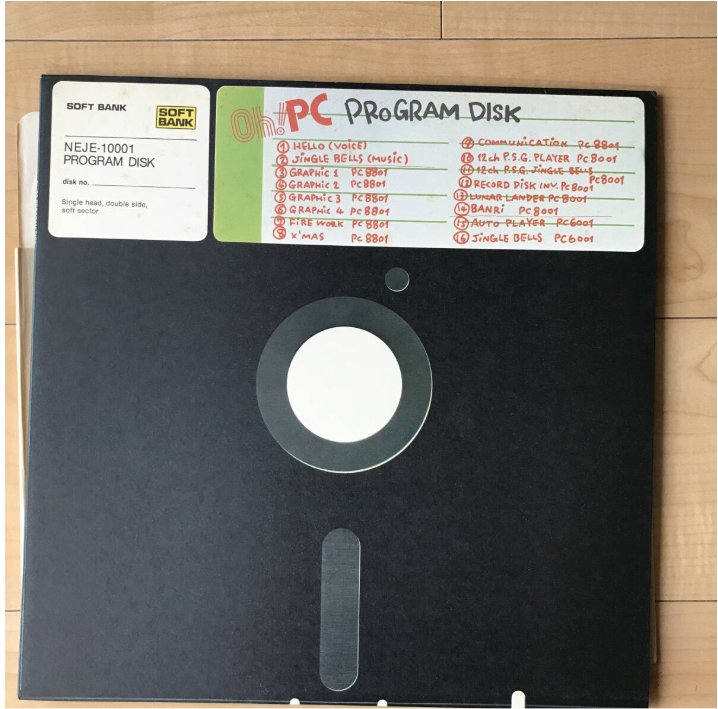 SOFT BANK
SOFT
BANK
NEJE-10001
PROGRAM DISK
disk no.
Single head, double side,
soft sector
Oh! PC PROGRAM DISK
① HELLO (VOICE)
② JINGLE BELLS (MUSIC)
③ GRAPHIC 1 PC8801
④ GRAPHIC 2 PC8801
⑤ GRAPHIC 3 PC8801
⑥ GRAPHIC 4 PC8801
⑦ FIRE WORK PC8801
⑧ X'MAS PC8801
⑨ COMMUNICATION PC8801
⑩ 12ch P.S.G. PLAYER PC8001
⑪ 12ch P.S.G. JINGLE BELLS PC8001
⑫ RECORD DISK INV. PC8001
⑬ LUNAR LANDER PC8001
⑭ BANRI PC8001
⑮ AUTO PLAYER PC6001
⑯ JINGLE BELLS PC6001